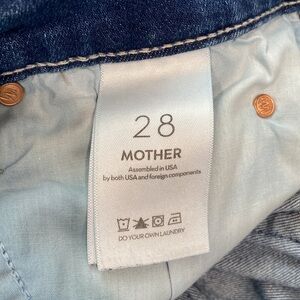 28
MOTHER
Assembled in USA
by both USA and foreign components
DO YOUR OWN LAUNDRY